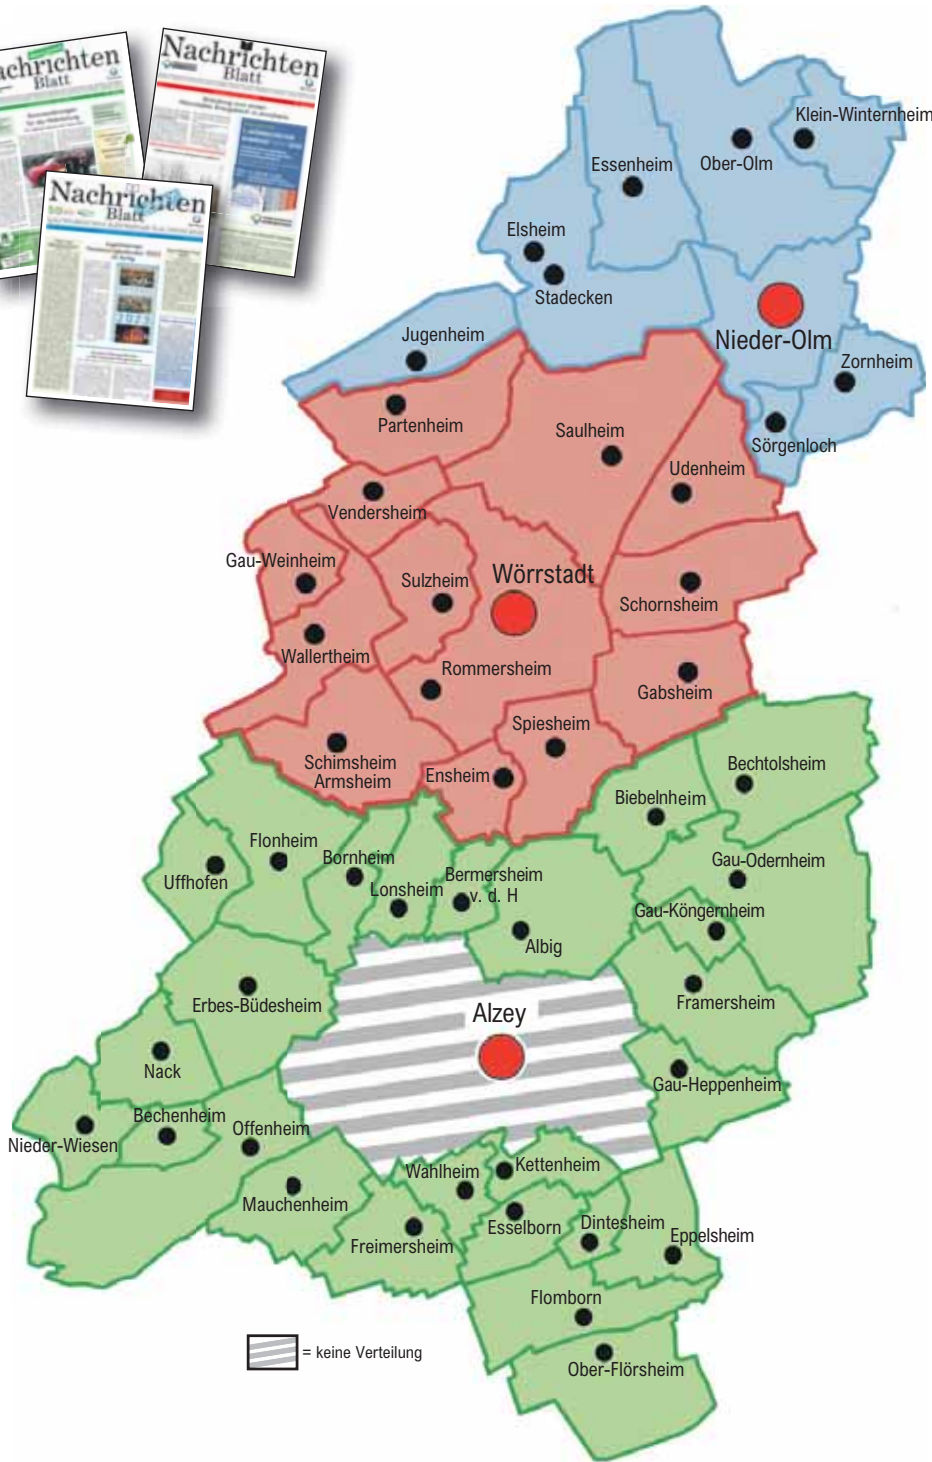 achrichten
Blatt
Nachrichten
Blatt
Nachrichten
Blatt
Klein-Winternheim
Ober-Olm
Essenheim
Elsheim
Stadecken
Nieder-Olm
Jugenheim
Zornheim
Partenheim
Saulheim
Sörgenloch
Udenheim
Vendersheim
Gau-Weinheim
Sulzheim
Wörrstadt
Schornsheim
Wallertheim
Rommersheim
Gabsheim
Spiesheim
Schimsheim
Armsheim
Ensheim
Bechtolsheim
Biebelnheim
Flonheim
Bornheim
Uffhofen
Lonsheim
Bermersheim
v. d. H
Gau-Odernheim
Gau-Köngernheim
Albig
Erbes-Büdesheim
Framersheim
Alzey
Nack
Gau-Heppenheim
Bechenheim
Offenheim
Nieder-Wiesen
Wahlheim
Kettenheim
Mauchenheim
Esselborn
Dintesheim
Eppelsheim
Freimersheim
Flomborn
= keine Verteilung
Ober-Flörsheim